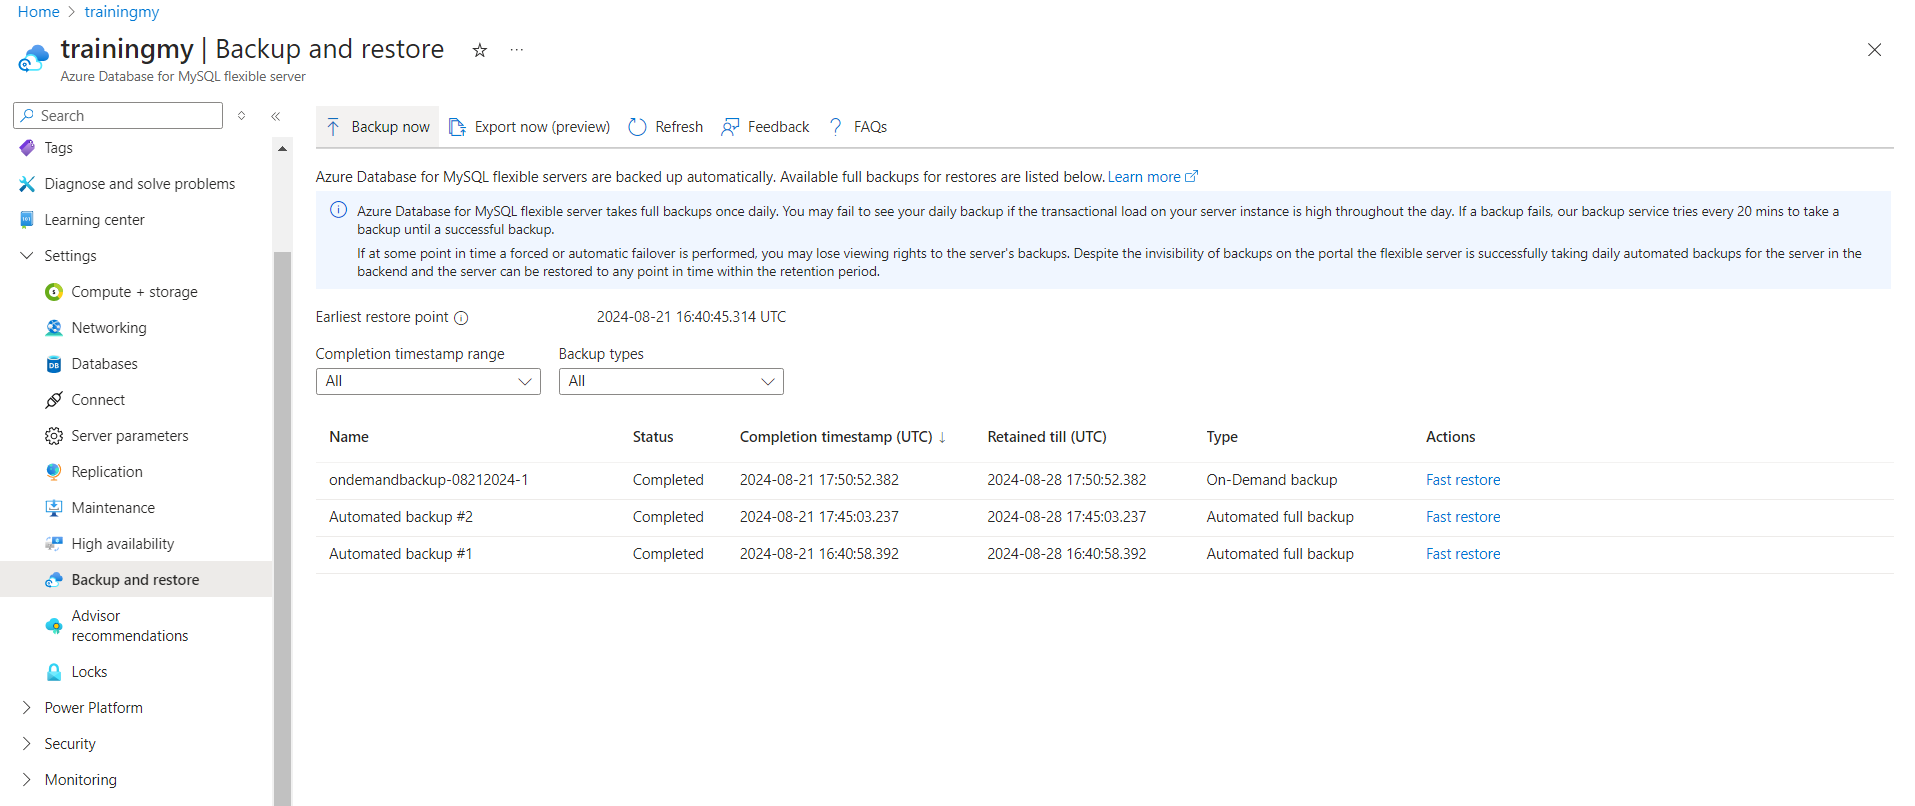 Home > trainingmy
trainingmy | Backup and restore
Azure Database for MySQL flexible server
Search
Tags
Diagnose and solve problems
Learning center
Settings
Compute + storage
Networking
Databases
Connect
Server parameters
Replication
Maintenance
High availability
Backup and restore
Advisor
recommendations
Locks
Power Platform
Security
Monitoring
Backup now Export now (preview) Refresh Feedback FAQs
Azure Database for MySQL flexible servers are backed up automatically. Available full backups for restores are listed below. Learn more
Azure Database for MySQL flexible server takes full backups once daily. You may fail to see your daily backup if the transactional load on your server instance is high throughout the day. If a backup fails, our backup service tries every 20 mins to take a
backup until a successful backup.
If at some point in time a forced or automatic failover is performed, you may lose viewing rights to the server's backups. Despite the invisibility of backups on the portal the flexible server is successfully taking daily automated backups for the server in the
backend and the server can be restored to any point in time within the retention period.
Earliest restore point 2024-08-21 16:40:45.314 UTC
Completion timestamp range Backup types
All All
Name Status Completion timestamp (UTC) ↓ Retained till (UTC) Type Actions
ondemandbackup-08212024-1 Completed 2024-08-21 17:50:52.382 2024-08-28 17:50:52.382 On-Demand backup Fast restore
Automated backup #2 Completed 2024-08-21 17:45:03.237 2024-08-28 17:45:03.237 Automated full backup Fast restore
Automated backup #1 Completed 2024-08-21 16:40:58.392 2024-08-28 16:40:58.392 Automated full backup Fast restore